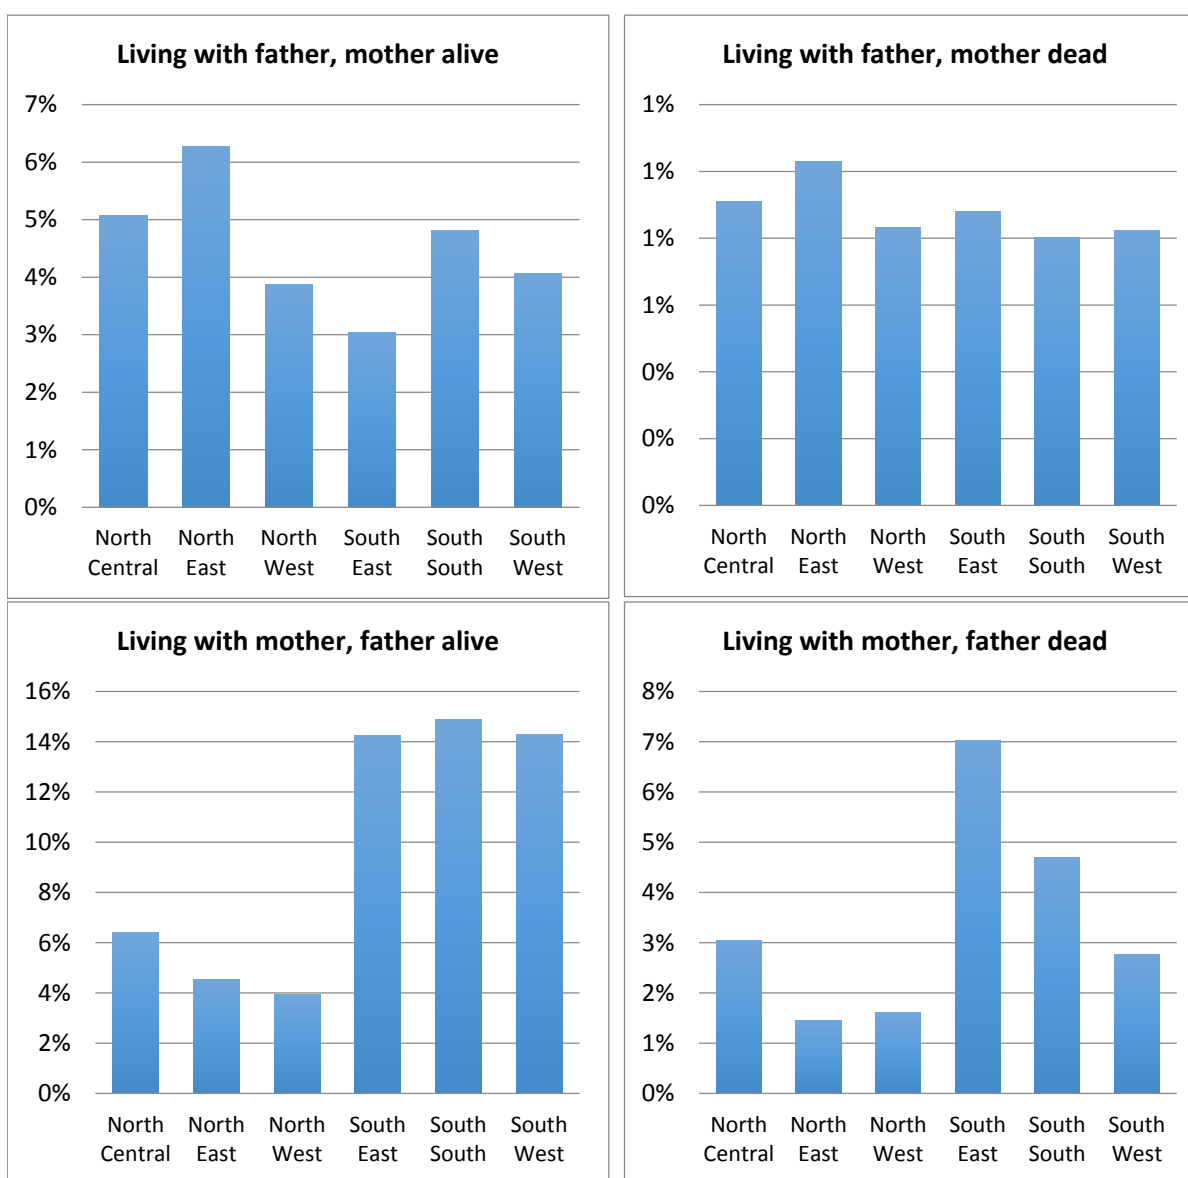 Living with father, mother alive
7%
6%
5%
4%
3%
2%
1%
0%
North Central
North East
North West
South East
South South
South West
Living with father, mother dead
1%
1%
1%
1%
0%
0%
0%
North Central
North East
North West
South East
South South
South West
Living with mother, father alive
16%
14%
12%
10%
8%
6%
4%
2%
0%
North Central
North East
North West
South East
South South
South West
Living with mother, father dead
8%
7%
6%
5%
4%
3%
2%
1%
0%
North Central
North East
North West
South East
South South
South West